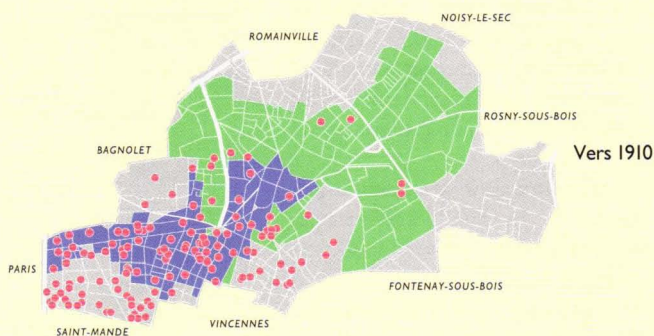 NOISY-LE-SEC
ROMAINVILLE
ROSNY-SOUS-BOIS
BAGNOLET
Vers 1910
PARIS
FONTENAY-SOUS-BOIS
VINCENNES
SAINT-MANDE